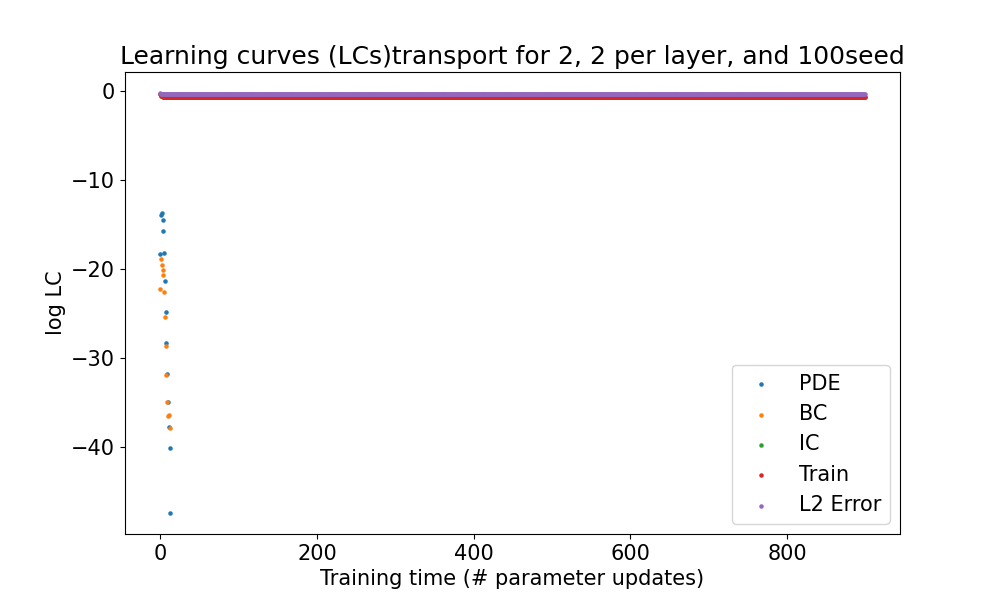 Learning curves (LCs)transport for 2, 2 per layer, and 100seed
0
−10
−20
−30
−40
log LC
PDE
BC
IC
Train
L2 Error
0 200 400 600 800
Training time (# parameter updates)